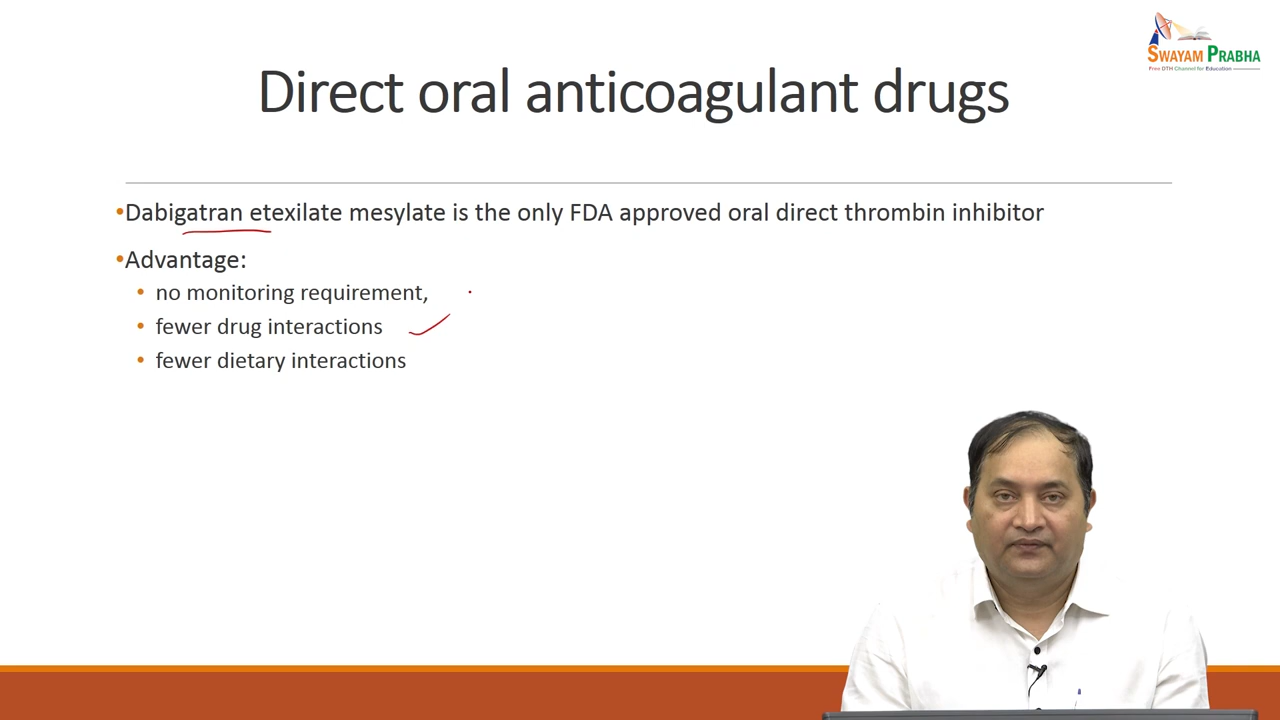 SWAYAM PRABHA
Free DTH Channel for Education
Direct oral anticoagulant drugs
•Dabigatran etexilate mesylate is the only FDA approved oral direct thrombin inhibitor
•Advantage:
• no monitoring requirement,
• fewer drug interactions
• fewer dietary interactions